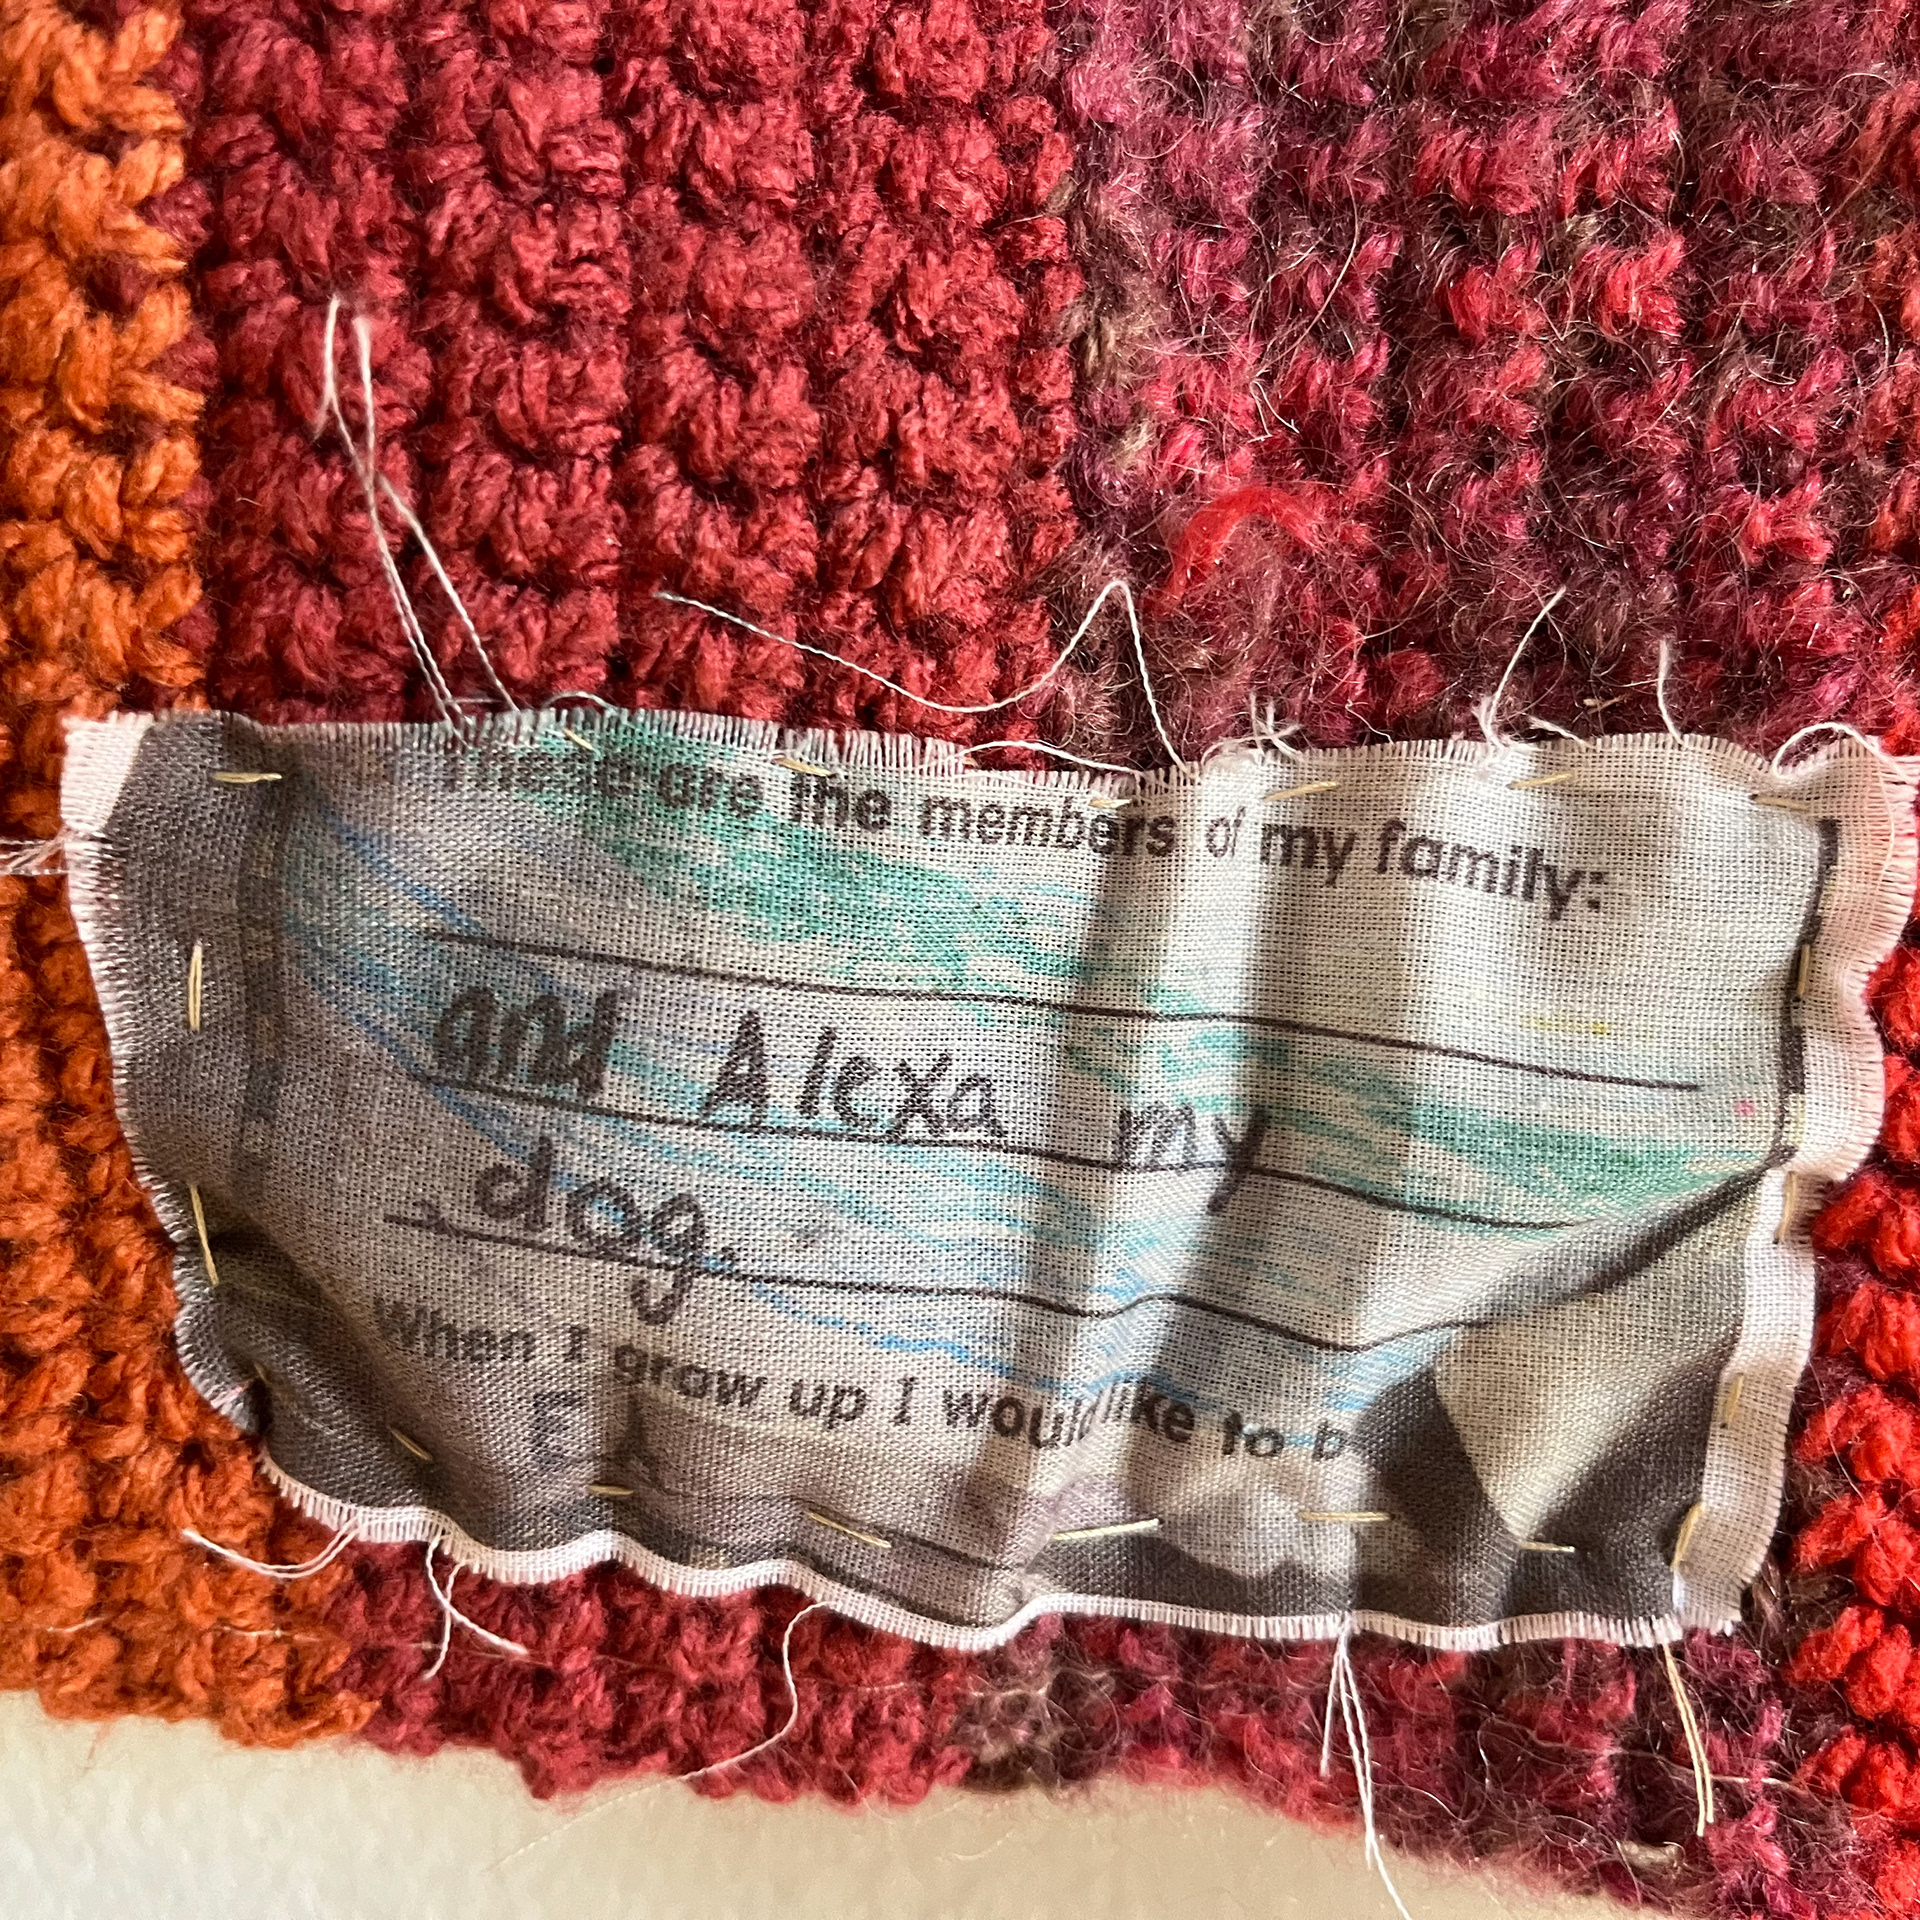 These are the members of my family:
and Alexa my
dog.
When I grow up I would like to b